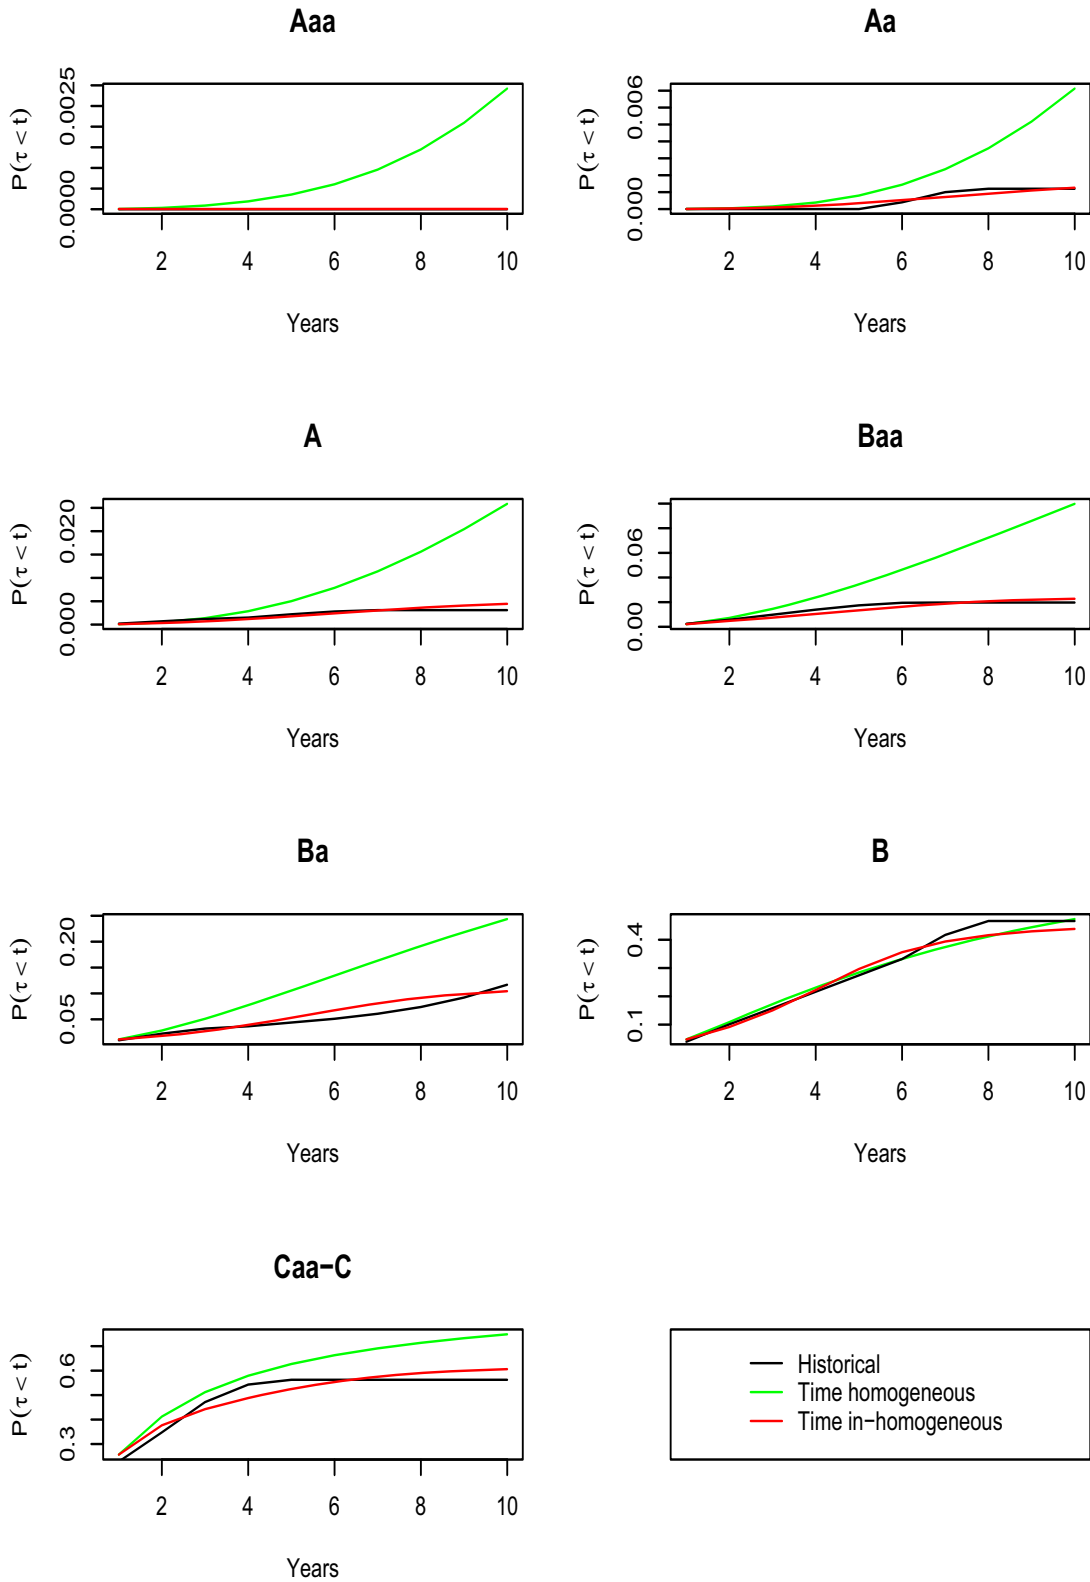 Aaa
P(τ < t)
0.0000 0.0025
2 4 6 8 10
Years
Aa
P(τ < t)
0.000 0.006
2 4 6 8 10
Years
A
P(τ < t)
0.000 0.020
2 4 6 8 10
Years
Baa
P(τ < t)
0.00 0.06
2 4 6 8 10
Years
Ba
P(τ < t)
0.05 0.20
2 4 6 8 10
Years
B
P(τ < t)
0.1 0.4
2 4 6 8 10
Years
Caa−C
P(τ < t)
0.3 0.6
2 4 6 8 10
Years
Historical
Time homogeneous
Time in−homogeneous